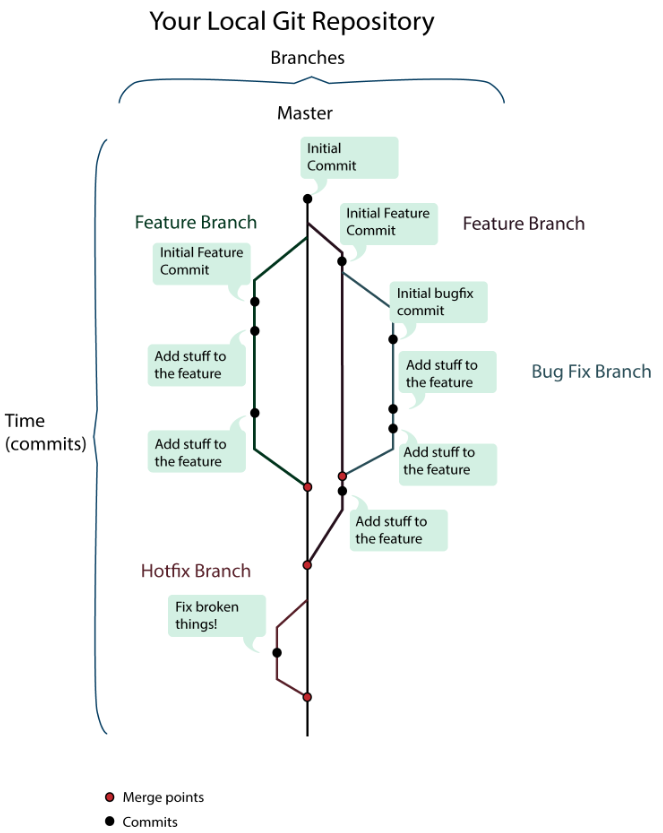 Your Local Git Repository
Branches
Master
Initial
Commit
Feature Branch
Initial Feature
Commit
Feature Branch
Initial Feature
Commit
Initial bugfix
commit
Add stuff to
the feature
Add stuff to
the feature
Bug Fix Branch
Time
(commits)
Add stuff to
the feature
Add stuff to
the feature
Add stuff to
the feature
Hotfix Branch
Fix broken
things!
Merge points
Commits